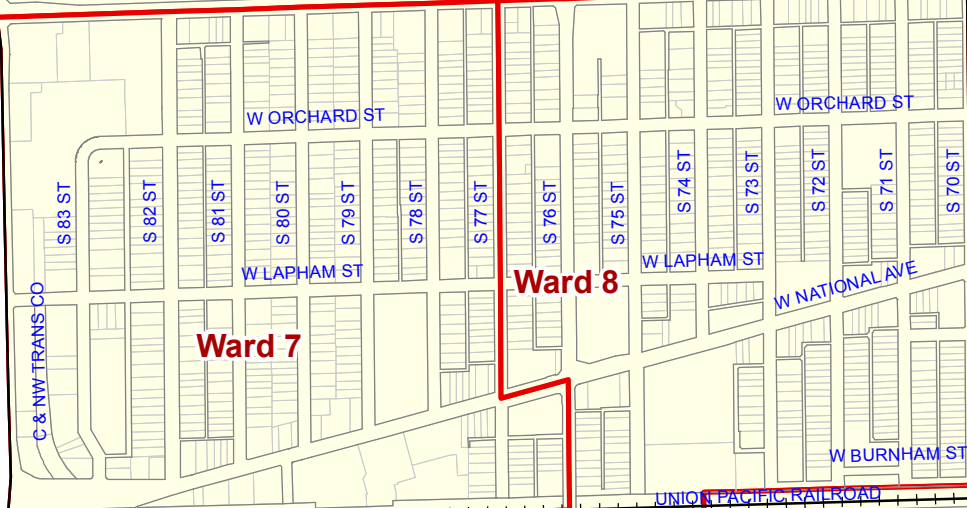 W ORCHARD ST
W ORCHARD ST
S 83 ST
S 82 ST
S 81 ST
S 80 ST
S 79 ST
S 78 ST
S 77 ST
S 76 ST
S 75 ST
S 74 ST
S 73 ST
S 72 ST
S 71 ST
S 70 ST
W LAPHAM ST
W LAPHAM ST
Ward 8
W NATIONAL AVE
C & NW TRANS CO
Ward 7
W BURNHAM ST
UNION PACIFIC RAILROAD